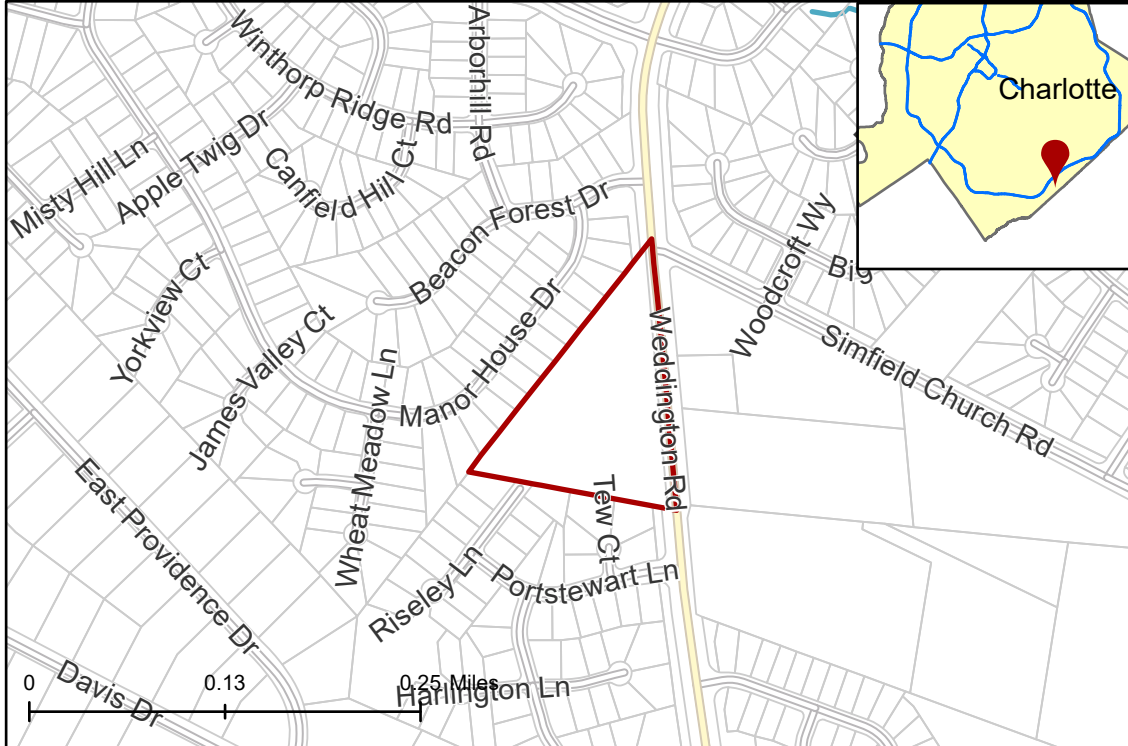 Winthorp Ridge Rd
Arborhill Rd
Charlotte
Misty Hill Ln
Apple Twig Dr
Canfield Hill Ct
Beacon Forest Dr
Woodcroft Wy
Big
Yorkview Ct
James Valley Ct
Manor House Dr
Weddington Rd
Simfield Church Rd
Wheat Meadow Ln
East Providence Dr
Tew Ct
Riseley Ln
Portstewart Ln
Harlington Ln
Davis Dr
0
0.13
0.25 Miles